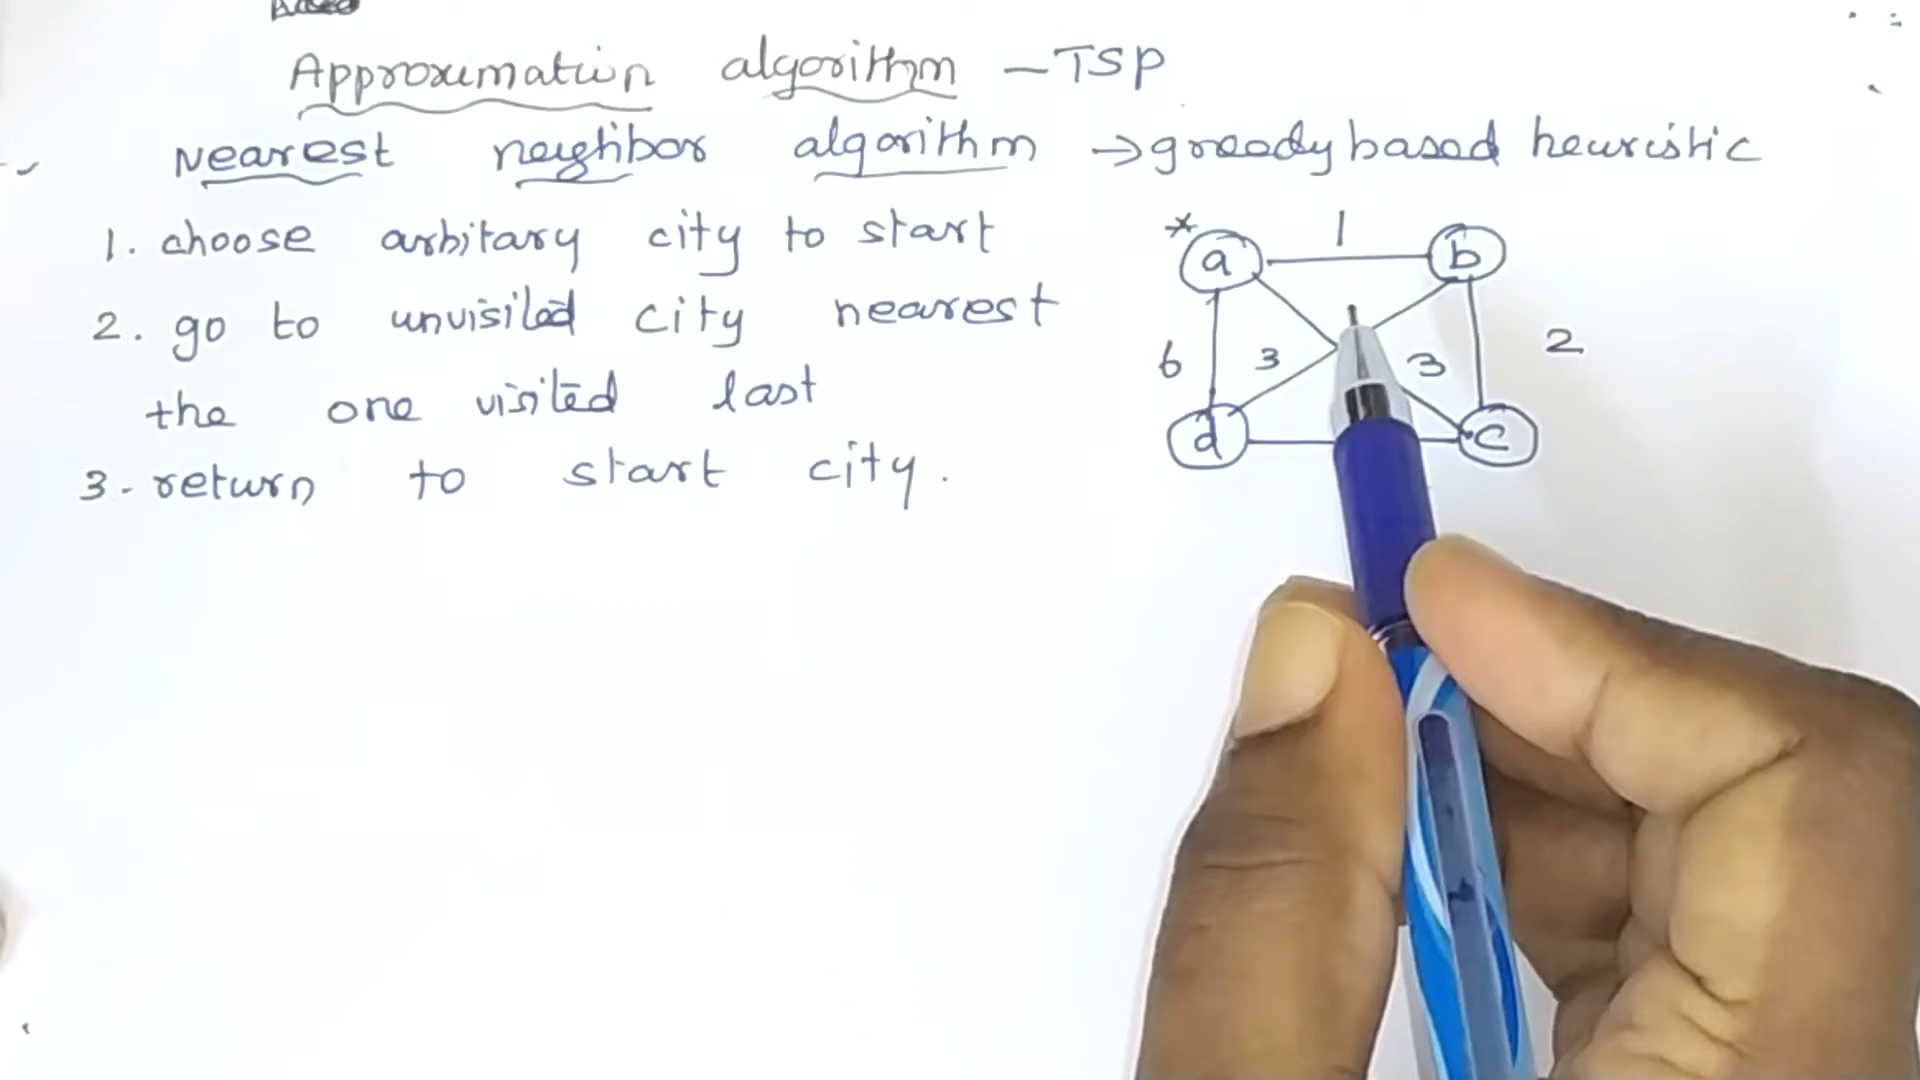 Approximation algorithm - TSP
Nearest neighbor algorithm → greedy based heuristic
1. choose arbitary city to start
2. go to unvisited city nearest
the one visited last
3. return to start city.
* a 1 b
6 3 3 2
d c